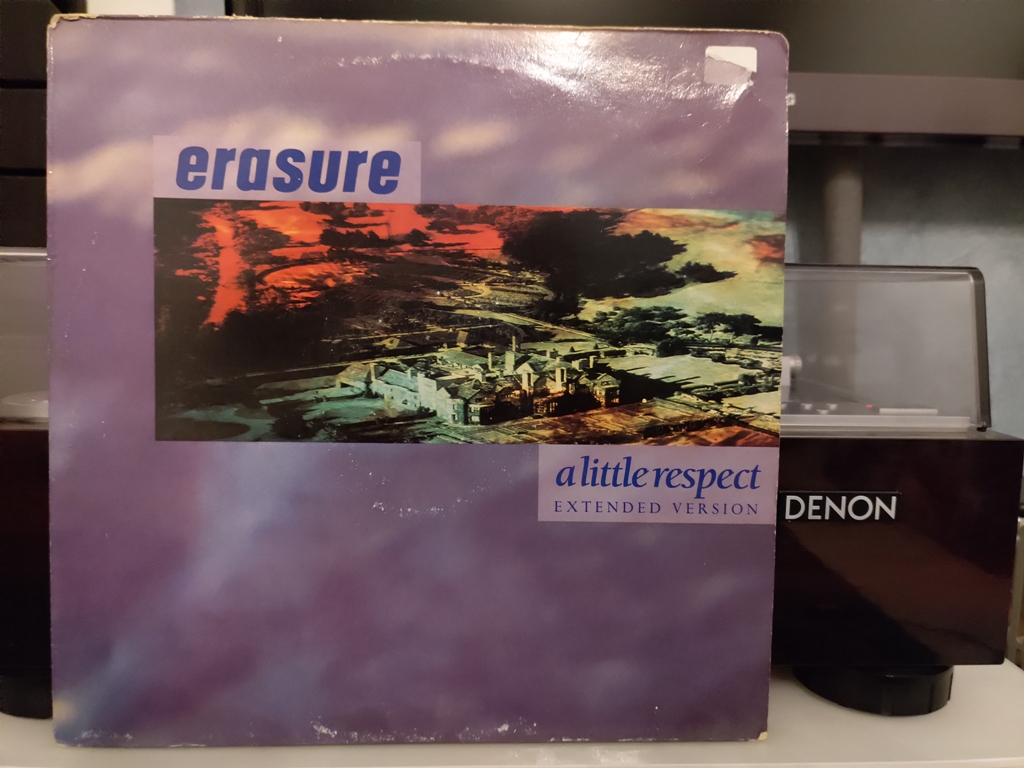 erasure
a little respect
EXTENDED VERSION
DENON